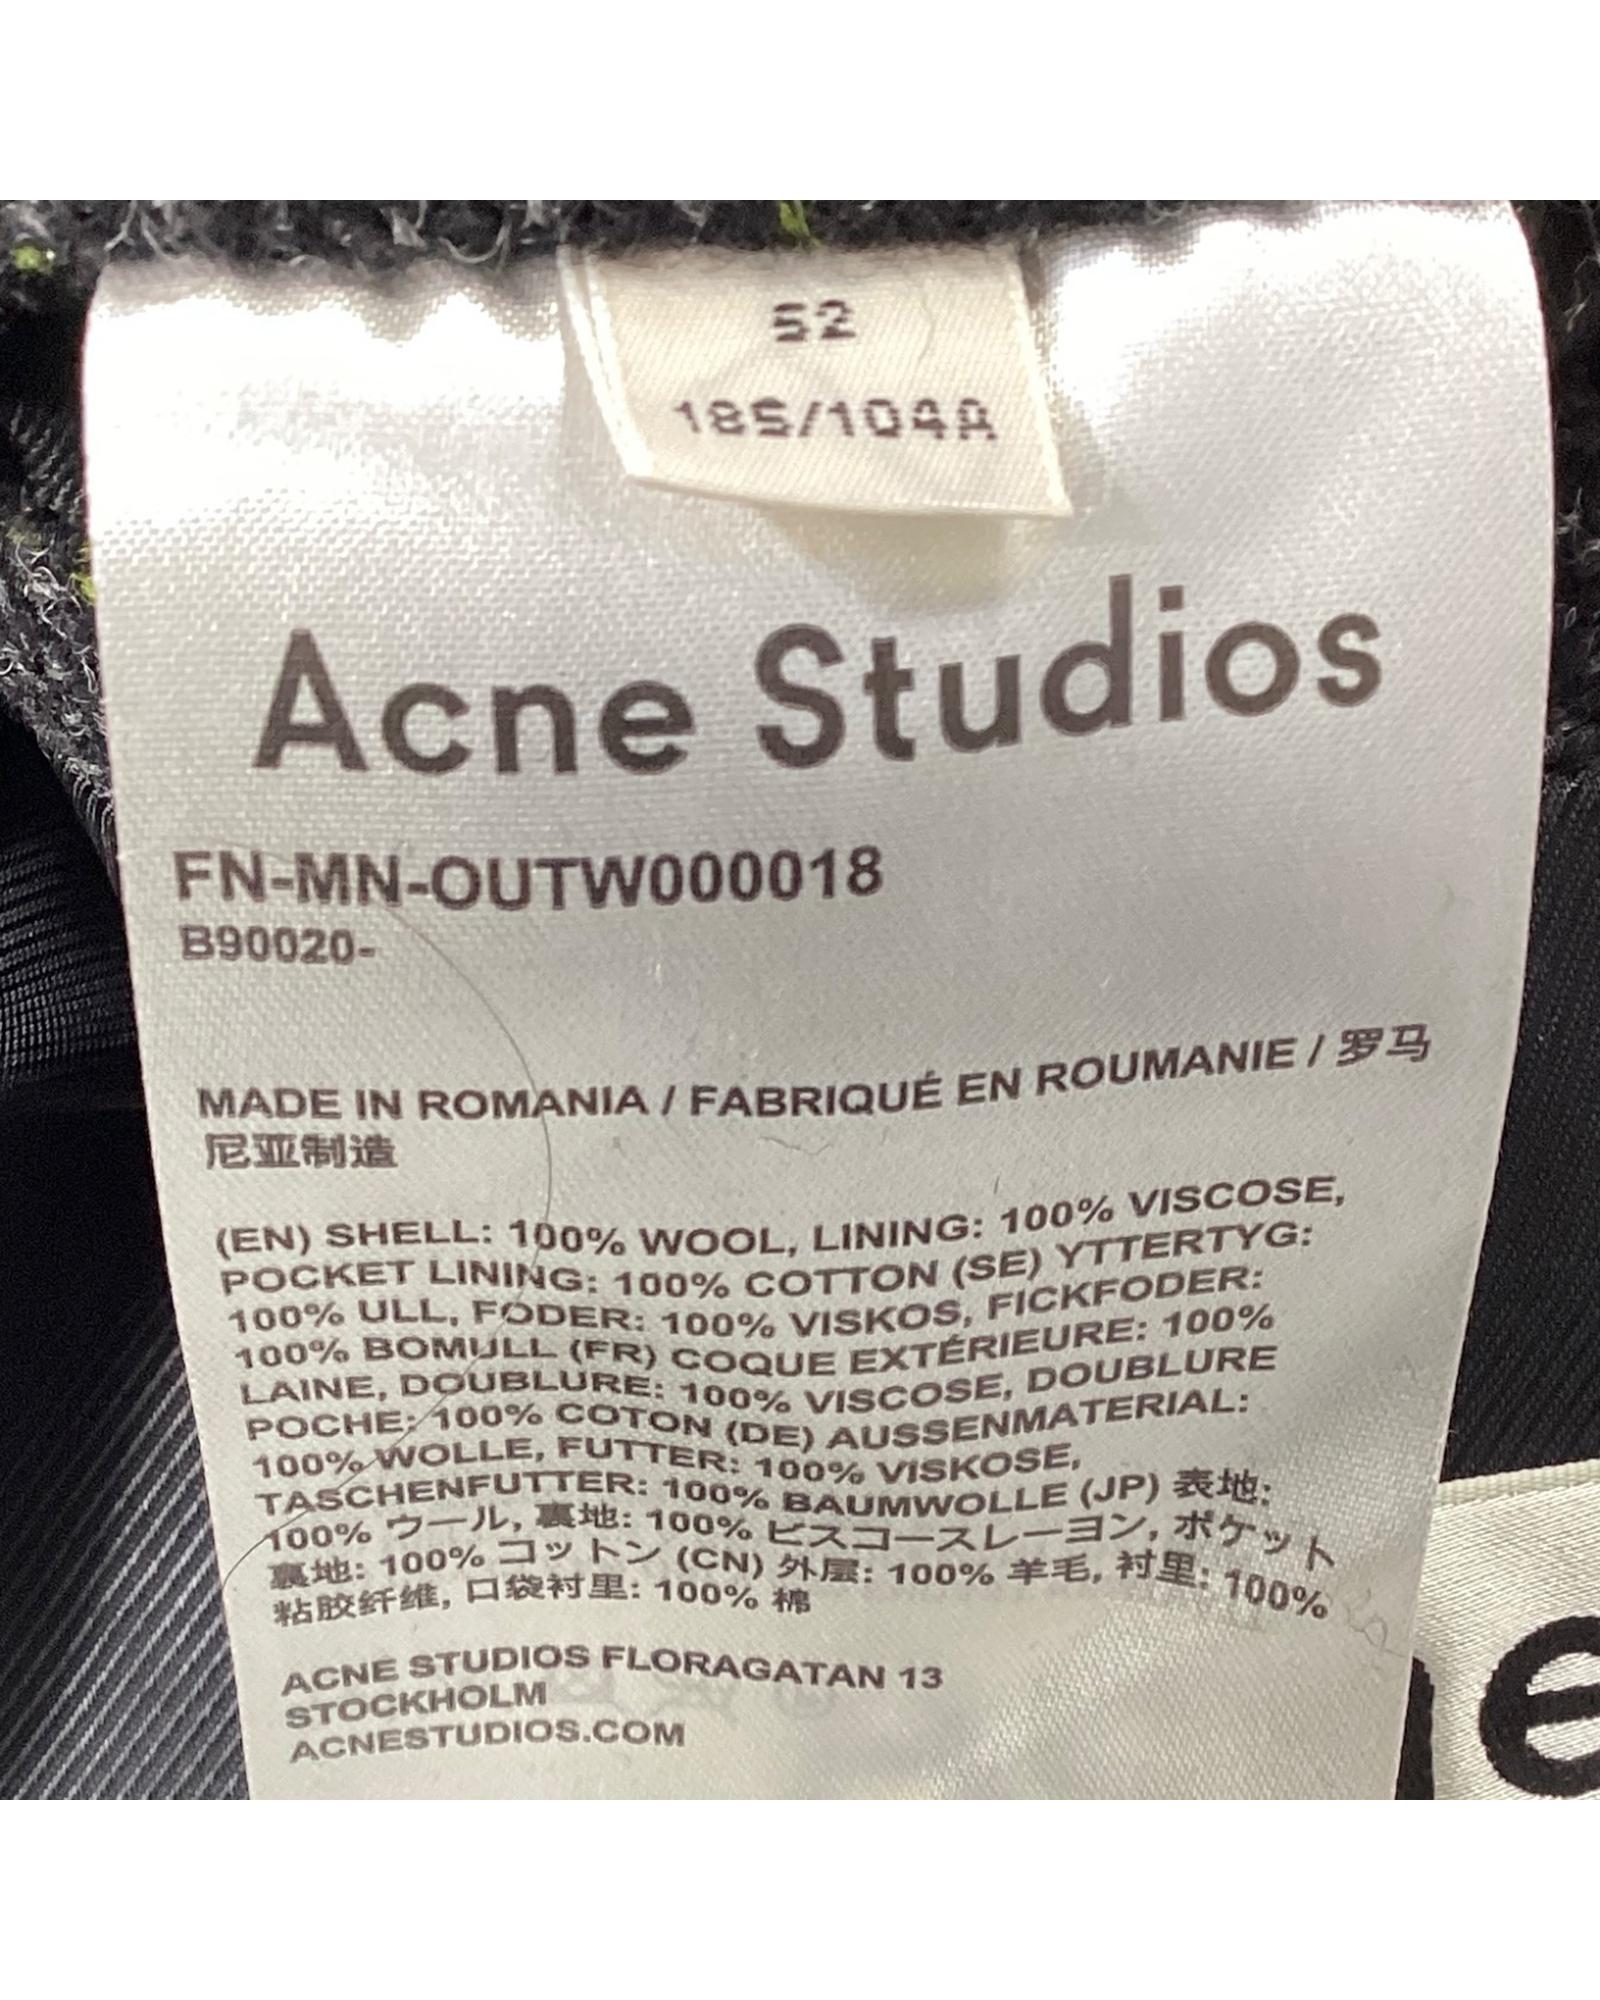 52
185/104A
Acne Studios
FN-MN-OUTW000018
B90020-
MADE IN ROMANIA / FABRIQUÉ EN ROUMANIE / 罗马
尼亚制造
(EN) SHELL: 100% WOOL, LINING: 100% VISCOSE,
POCKET LINING: 100% COTTON (SE) YTTERTYG:
100% ULL, FODER: 100% VISKOS, FICKFODER:
100% BOMULL (FR) COQUE EXTÉRIEURE: 100%
LAINE, DOUBLURE: 100% VISCOSE, DOUBLURE
POCHE: 100% COTON (DE) AUSSENMATERIAL:
100% WOLLE, FUTTER: 100% VISKOSE,
TASCHENFUTTER: 100% BAUMWOLLE (JP) 表地:
100% ウール, 裏地: 100% ビスコースレーヨン, ポケット
裏地: 100% コットン (CN) 外层: 100% 羊毛, 衬里: 100%
粘胶纤维, 口袋衬里: 100% 棉
ACNE STUDIOS FLORAGATAN 13
STOCKHOLM
ACNESTUDIOS.COM